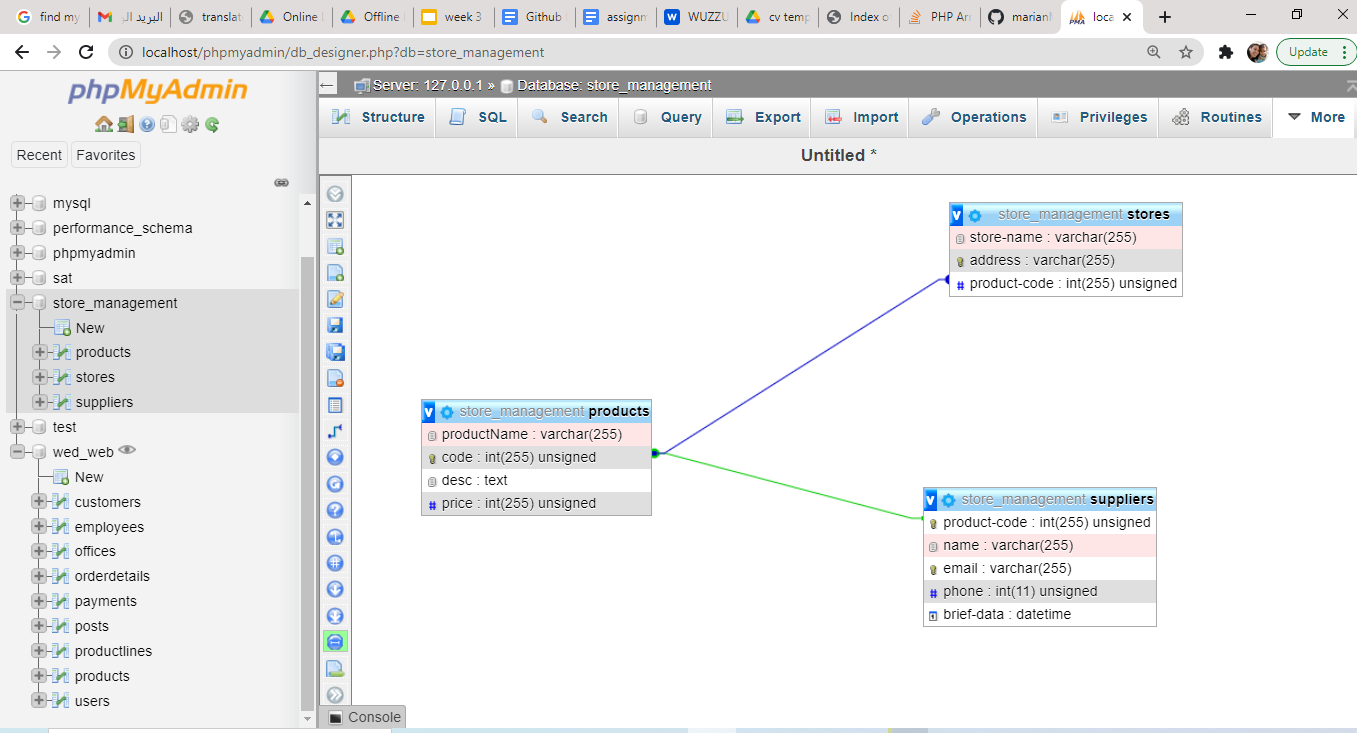 find my
البريد ال
translat
Online
Offline
week 3
Github
assignm
WUZZU
cv temp
Index o
PHP Arr
marianl
loca
localhost/phpmyadmin/db_designer.php?db=store_management
Update
phpMyAdmin
Server: 127.0.0.1 » Database: store_management
Structure SQL Search Query Export Import Operations Privileges Routines More
Recent Favorites
Untitled *
mysql
performance_schema
phpmyadmin
sat
store_management
New
products
stores
suppliers
test
wed_web
New
customers
employees
offices
orderdetails
payments
posts
productlines
products
users
v store_management stores
store-name : varchar(255)
address : varchar(255)
# product-code : int(255) unsigned
v store_management products
productName : varchar(255)
code : int(255) unsigned
desc : text
# price : int(255) unsigned
v store_management suppliers
product-code : int(255) unsigned
name : varchar(255)
email : varchar(255)
# phone : int(11) unsigned
brief-data : datetime
Console